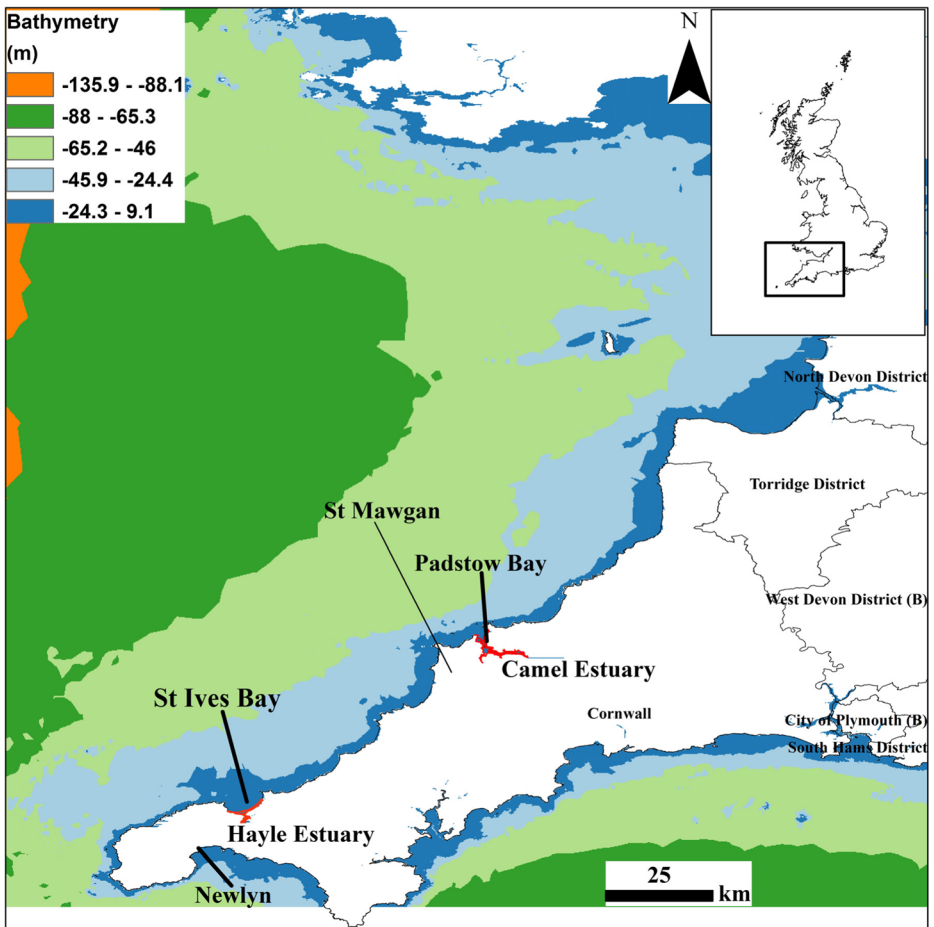 Bathymetry
(m)
-135.9 - -88.1
-88 - -65.3
-65.2 - -46
-45.9 - -24.4
-24.3 - 9.1
N
North Devon District
Torridge District
St Mawgan
Padstow Bay
West Devon District (B)
Camel Estuary
St Ives Bay
Cornwall
City of Plymouth (B)
South Hams District
Hayle Estuary
Newlyn
25
km